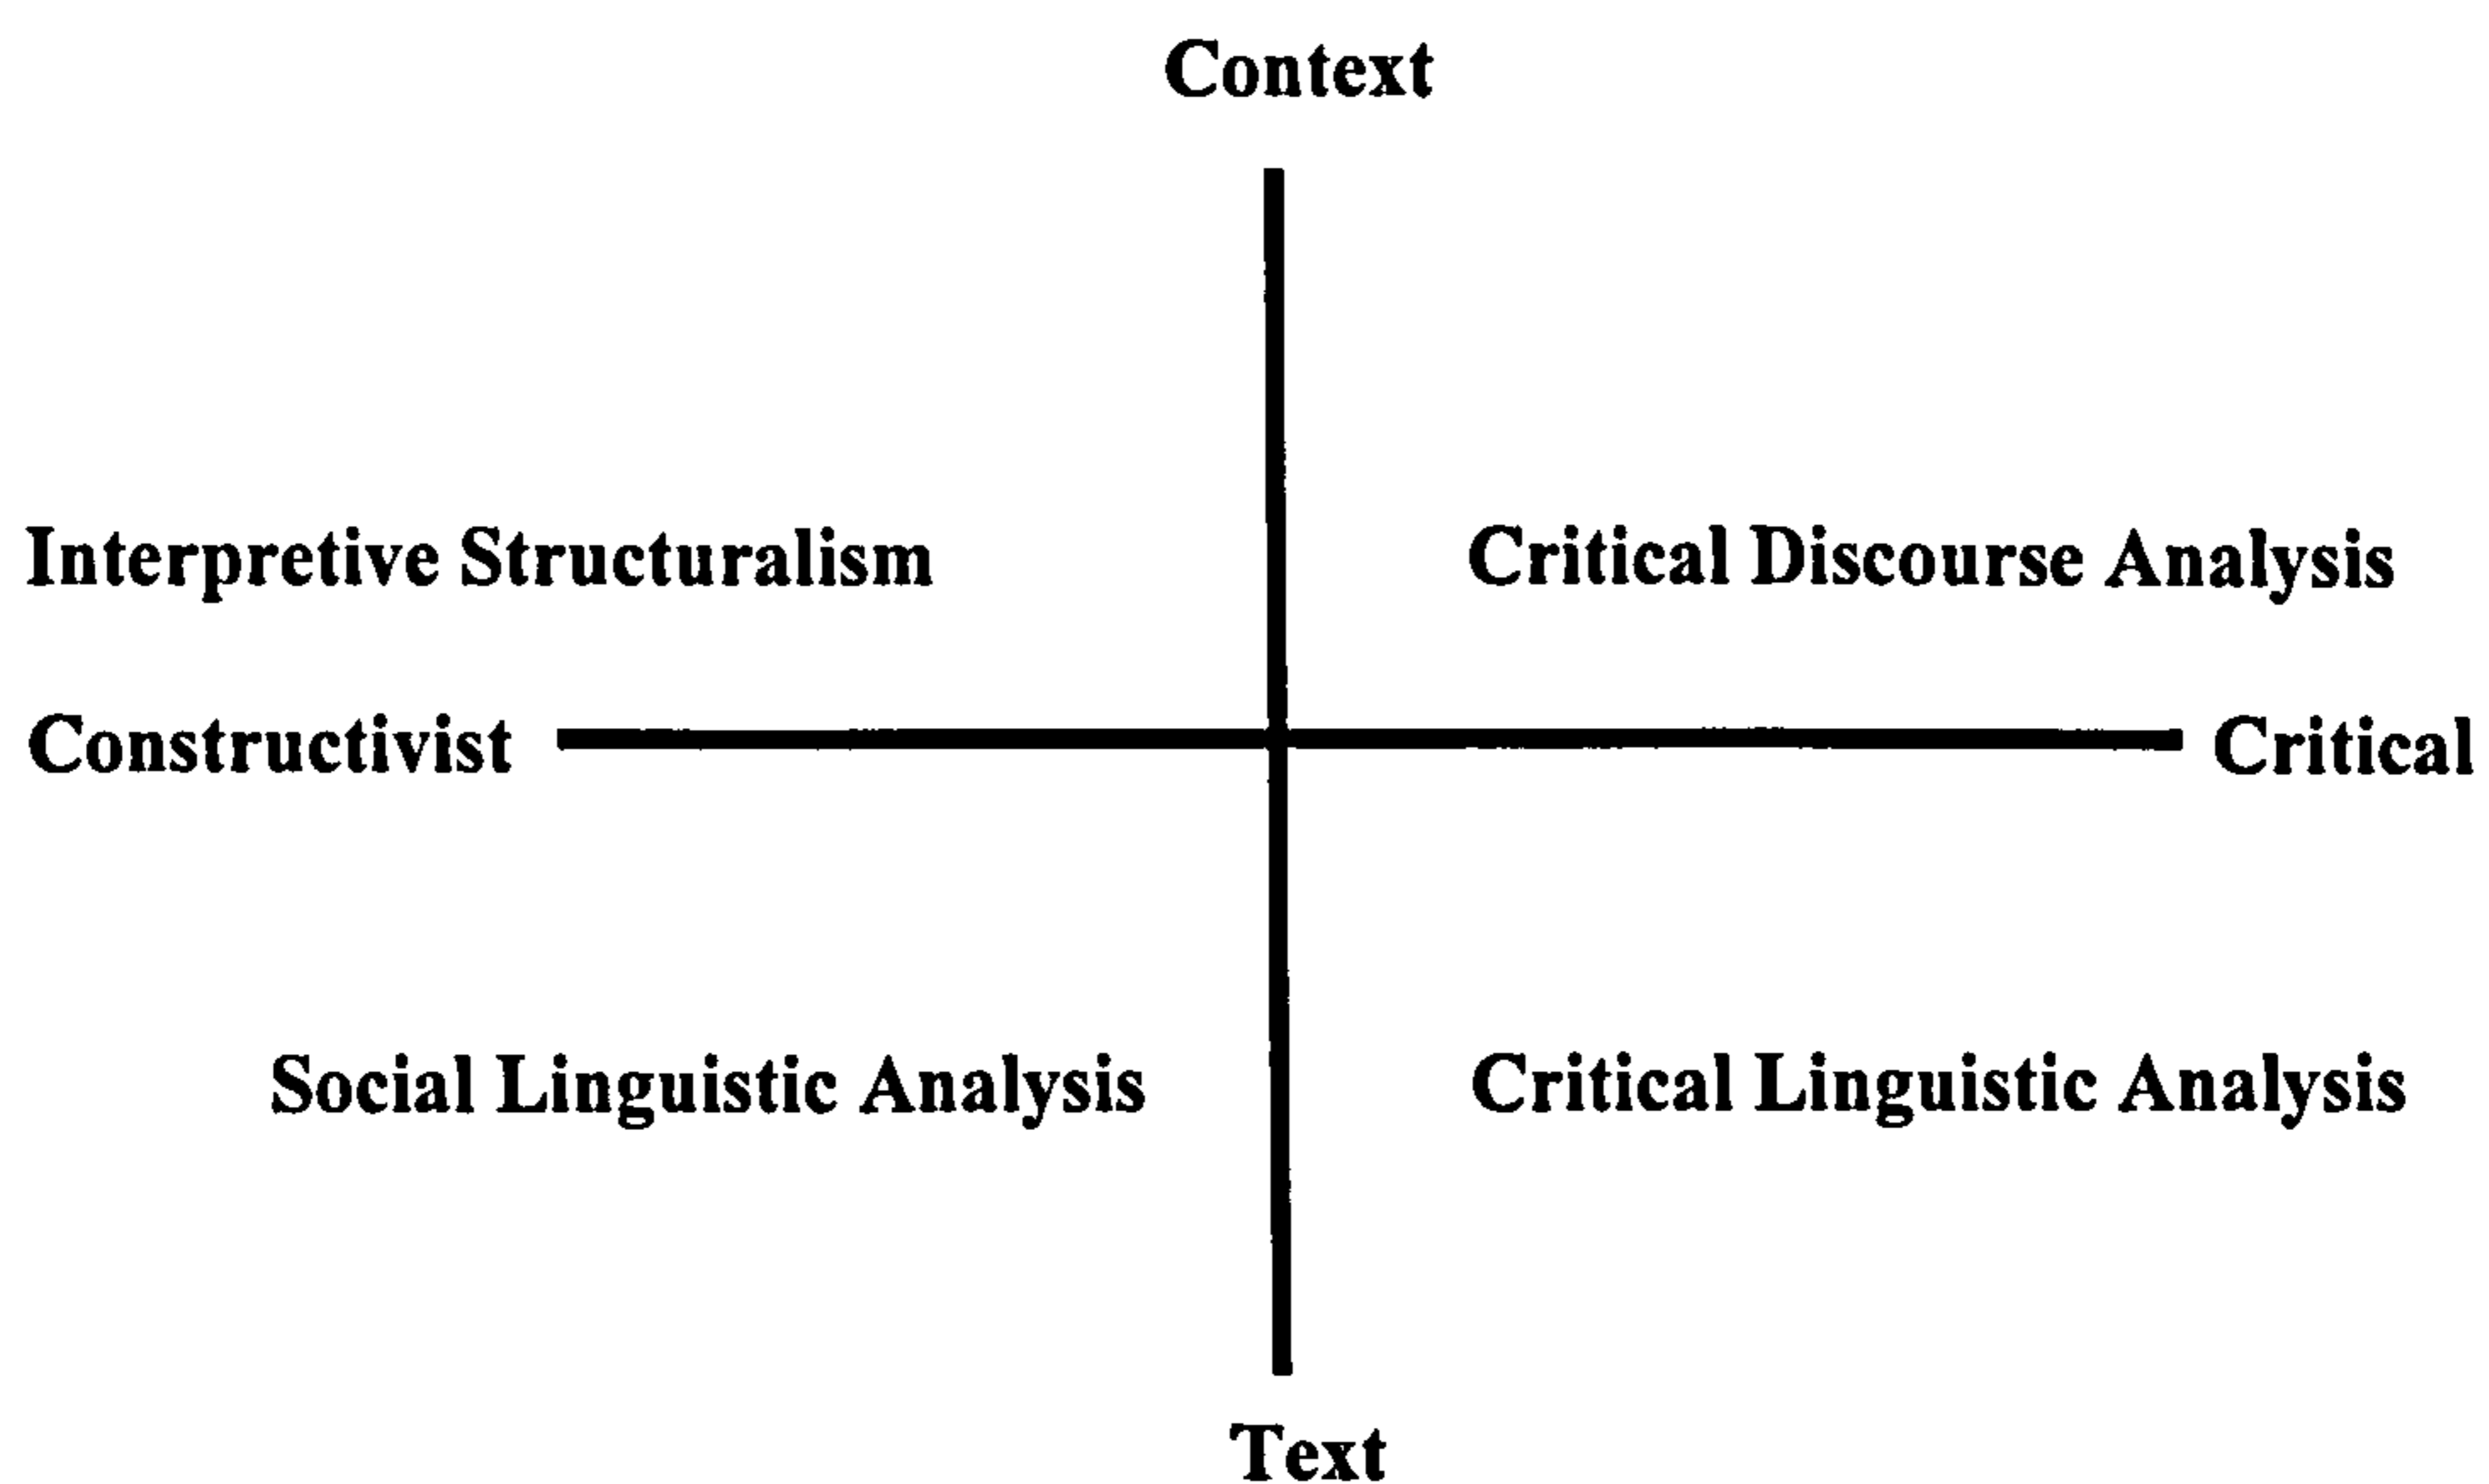 Context
Interpretive Structuralism
Critical Discourse Analysis
Constructivist
Critical
Social Linguistic Analysis
Critical Linguistic Analysis
Text